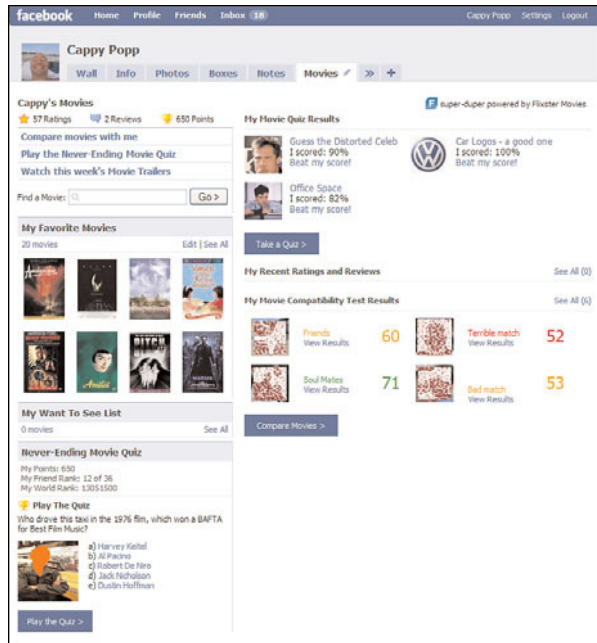 facebook Home Profile Friends Inbox 18 Cappy Popp Settings Logout
Cappy Popp
Wall Info Photos Boxes Notes Movies » +
Cappy's Movies
57 Ratings 2 Reviews 650 Points
Compare movies with me
Play the Never-Ending Movie Quiz
Watch this week's Movie Trailers
Find a Movie: Go >
My Favorite Movies
20 movies Edit | See All
Amélie
PITCH
BLACK
My Want To See List
0 movies See All
Never-Ending Movie Quiz
My Points: 650
My Friend Rank: 12 of 36
My World Rank: 13051500
Play The Quiz
Who drove this taxi in the 1976 film, which won a BAFTA
for Best Film Music?
a) Harvey Keitel
b) Al Pacino
c) Robert De Niro
d) Jack Nicholson
e) Dustin Hoffman
Play the Quiz >
F super-duper powered by Flixster Movies
My Movie Quiz Results
Guess the Distorted Celeb
I scored: 90%
Beat my score!
Car Logos - a good one
I scored: 100%
Beat my score!
Office Space
I scored: 82%
Beat my score!
Take a Quiz >
My Recent Ratings and Reviews See All (0)
My Movie Compatibility Test Results See All (6)
Friends 60
View Results
Terrible match 52
View Results
Soul Mates 71
View Results
Bad match 53
View Results
Compare Movies >